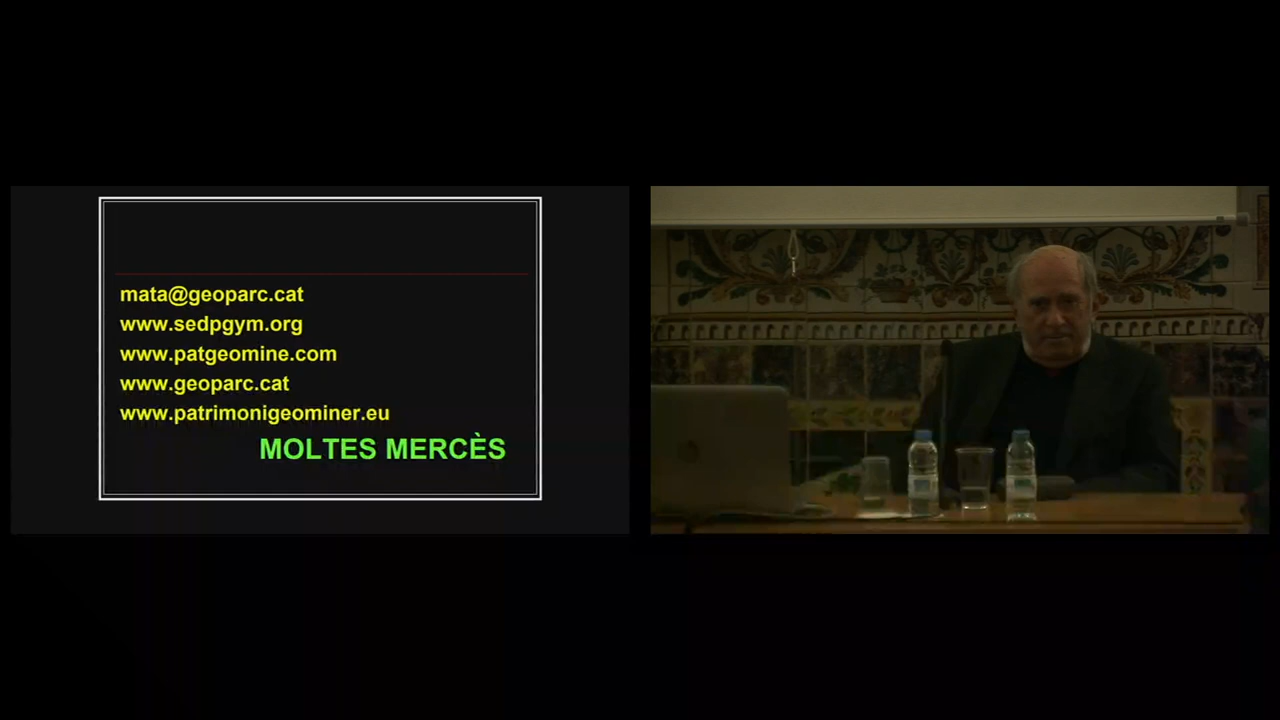 mata@geoparc.cat
www.sedpgym.org
www.patgeomine.com
www.geoparc.cat
www.patrimonigeominer.eu
MOLTES MERCÈS